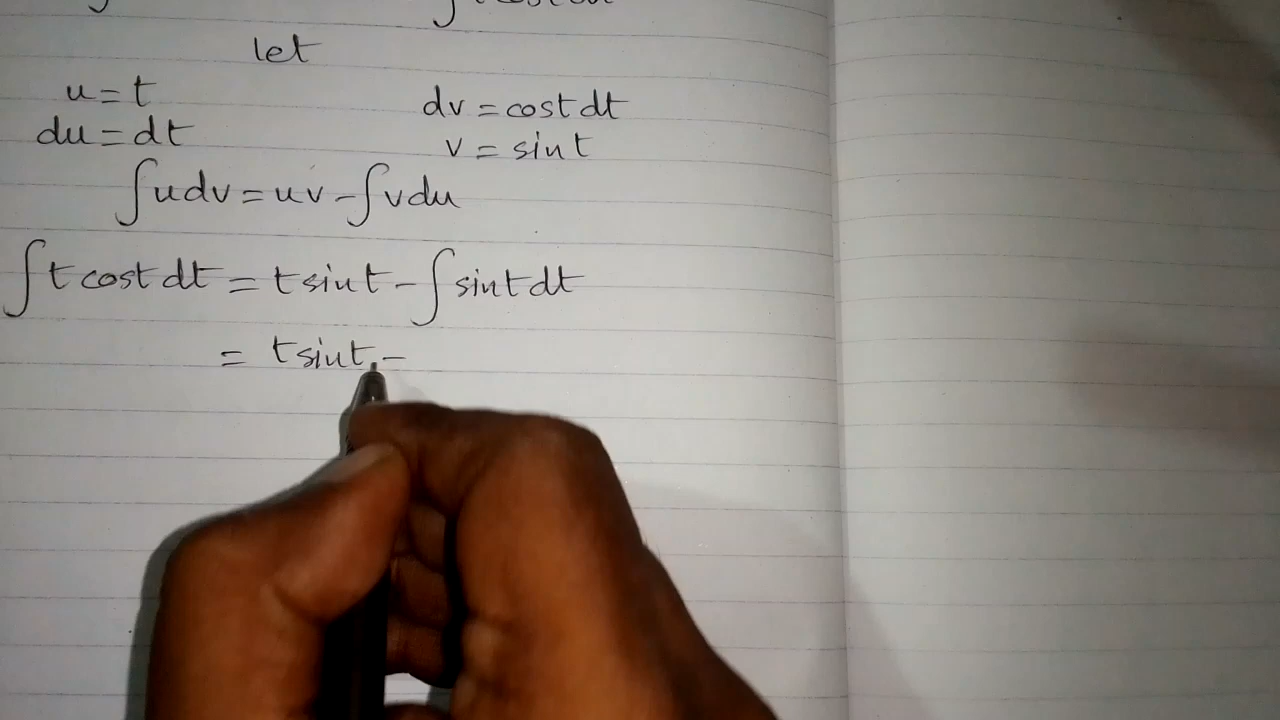 let
u = t
dv = cost dt
du = dt
v = sint
∫udv = uv - ∫vdu
∫t cost dt = t sint - ∫sint dt
= t sint -